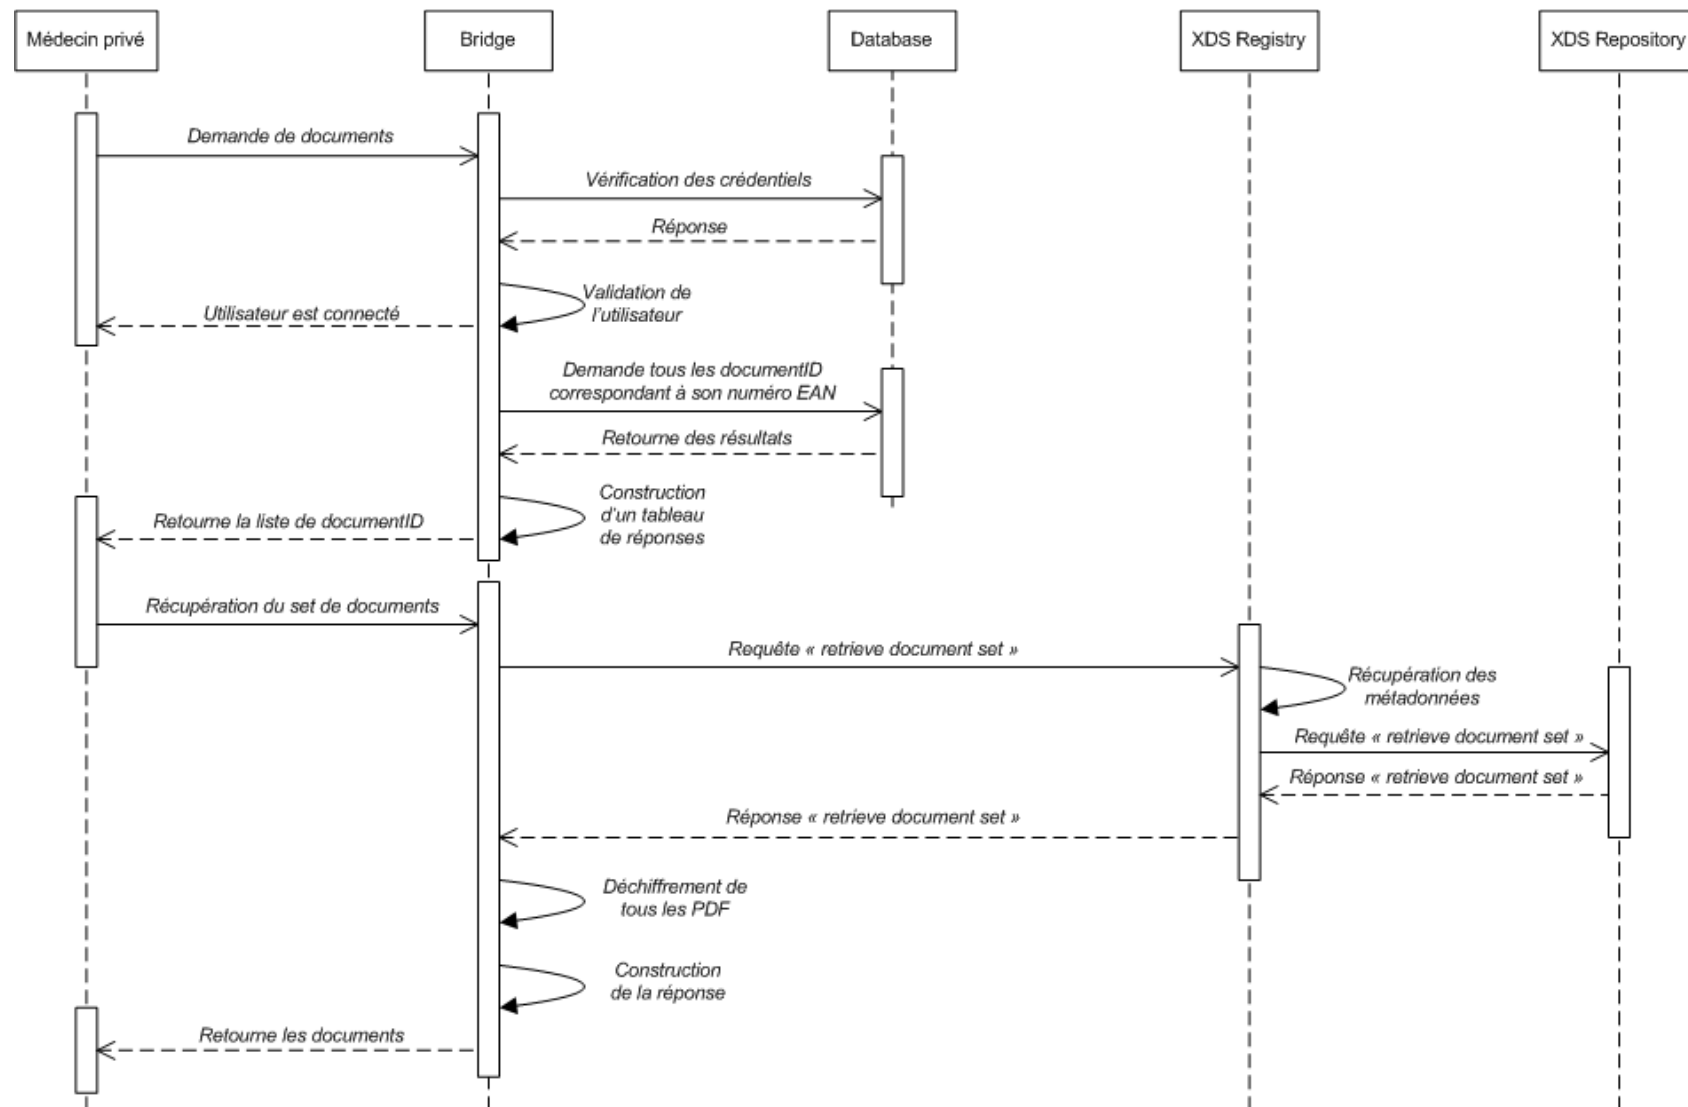 Médecin privé
Bridge
Database
XDS Registry
XDS Repository
Demande de documents
Vérification des crédentiels
Réponse
Validation de
l'utilisateur
Utilisateur est connecté
Demande tous les documentID
correspondant à son numéro EAN
Retourne des résultats
Construction
d'un tableau
de réponses
Retourne la liste de documentID
Récupération du set de documents
Requête « retrieve document set »
Récupération des
métadonnées
Requête « retrieve document set »
Réponse « retrieve document set »
Réponse « retrieve document set »
Déchiffrement de
tous les PDF
Construction
de la réponse
Retourne les documents